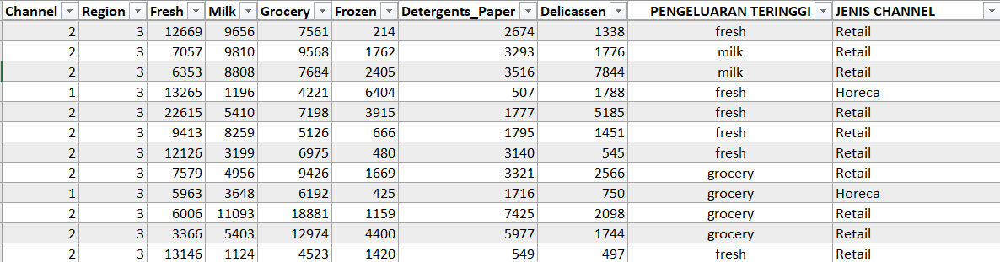 Channel Region Fresh Milk Grocery Frozen Detergents_Paper Delicassen PENGELUARAN TERINGGI JENIS CHANNEL
2 3 12669 9656 7561 214 2674 1338 fresh Retail
2 3 7057 9810 9568 1762 3293 1776 milk Retail
2 3 6353 8808 7684 2405 3516 7844 milk Retail
1 3 13265 1196 4221 6404 507 1788 fresh Horeca
2 3 22615 5410 7198 3915 1777 5185 fresh Retail
2 3 9413 8259 5126 666 1795 1451 fresh Retail
2 3 12126 3199 6975 480 3140 545 fresh Retail
2 3 7579 4956 9426 1669 3321 2566 grocery Retail
1 3 5963 3648 6192 425 1716 750 grocery Horeca
2 3 6006 11093 18881 1159 7425 2098 grocery Retail
2 3 3366 5403 12974 4400 5977 1744 grocery Retail
2 3 13146 1124 4523 1420 549 497 fresh Retail